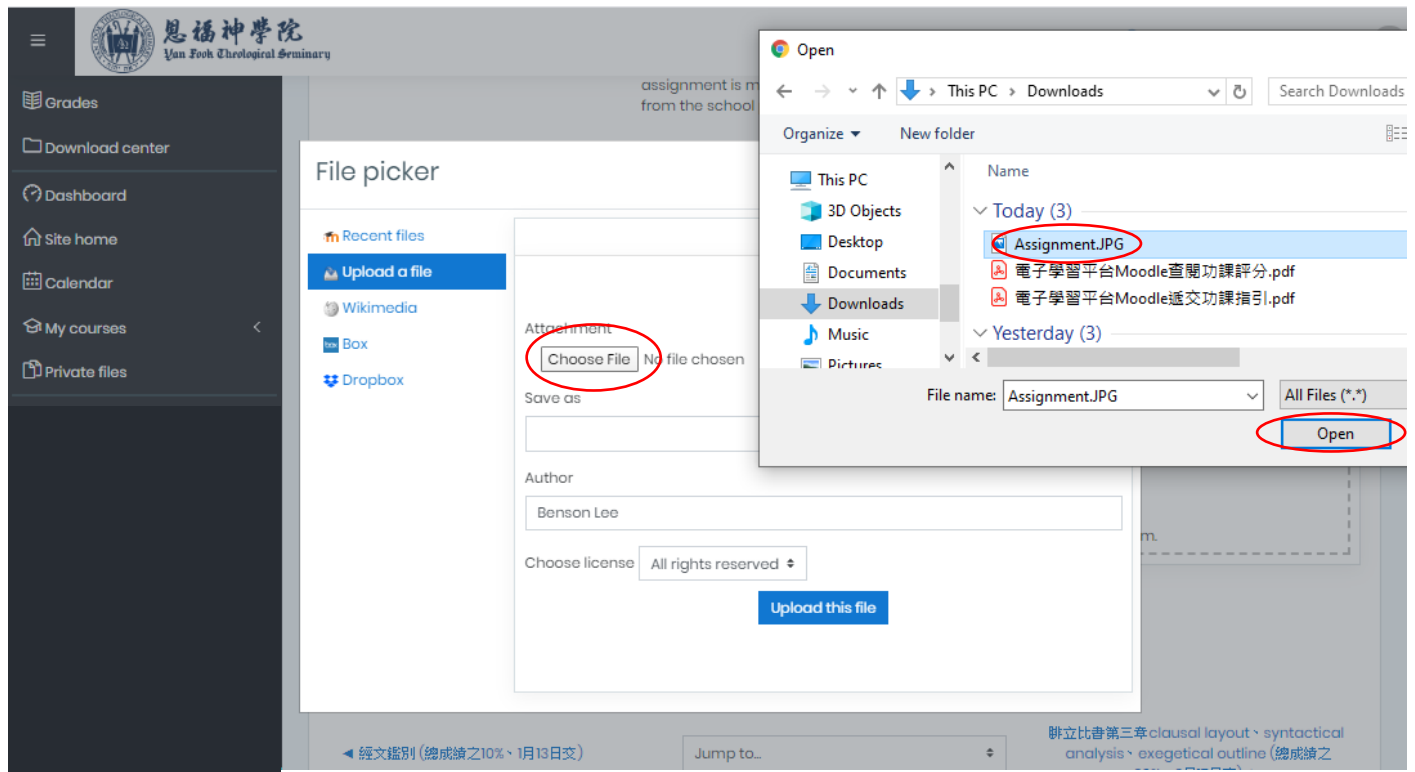 恩福神學院
Yan Fook Theological Seminary
Grades
Download center
Dashboard
Site home
Calendar
My courses
Private files
assignment is m
from the school
File picker
Recent files
Upload a file
Wikimedia
Box
Dropbox
Attachment
Choose File No file chosen
Save as
Author
Benson Lee
Choose license All rights reserved
Upload this file
Open
This PC > Downloads
Search Downloads
Organize New folder
This PC
3D Objects
Desktop
Documents
Downloads
Music
Pictures
Name
Today (3)
Assignment.JPG
電子學習平台Moodle查閱功課評分.pdf
電子學習平台Moodle遞交功課指引.pdf
Yesterday (3)
File name: Assignment.JPG
All Files (*.*)
Open
m.
◄ 經文鑑別 (總成績之10%、1月13日交)
Jump to...
腓立比書第三章clausal layout、syntactical
analysis、exegetical outline (總成績之